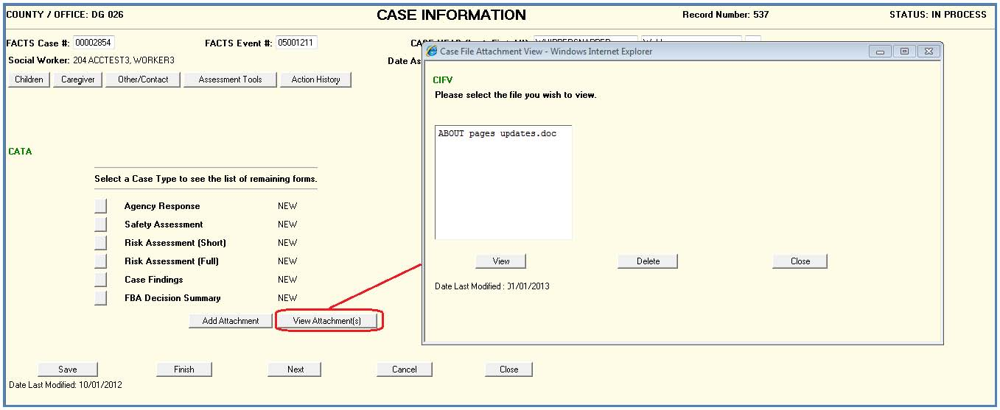 COUNTY / OFFICE: DG 026 CASE INFORMATION Record Number: 537 STATUS: IN PROCESS
FACTS Case #: 00002854 FACTS Event #: 05001211
Social Worker: 204 ACCTEST3, WORKER3 Date As
Children Caregiver Other/Contact Assessment Tools Action History
CATA
Select a Case Type to see the list of remaining forms.
Agency Response NEW
Safety Assessment NEW
Risk Assessment (Short) NEW
Risk Assessment (Full) NEW
Case Findings NEW
FBA Decision Summary NEW
Add Attachment View Attachment(s)
Save Finish Next Cancel Close
Date Last Modified: 10/01/2012
Case File Attachment View - Windows Internet Explorer
CIFV
Please select the file you wish to view.
ABOUT pages updates.doc
View Delete Close
Date Last Modified : 01/01/2013